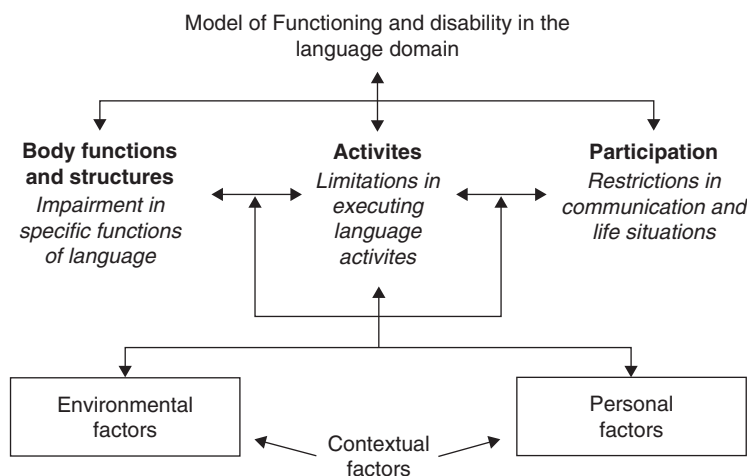 Model of Functioning and disability in the
language domain
Body functions
and structures
Impairment in
specific functions
of language
Activites
Limitations in
executing
language
activites
Participation
Restrictions in
communication and
life situations
Environmental
factors
Contextual
factors
Personal
factors